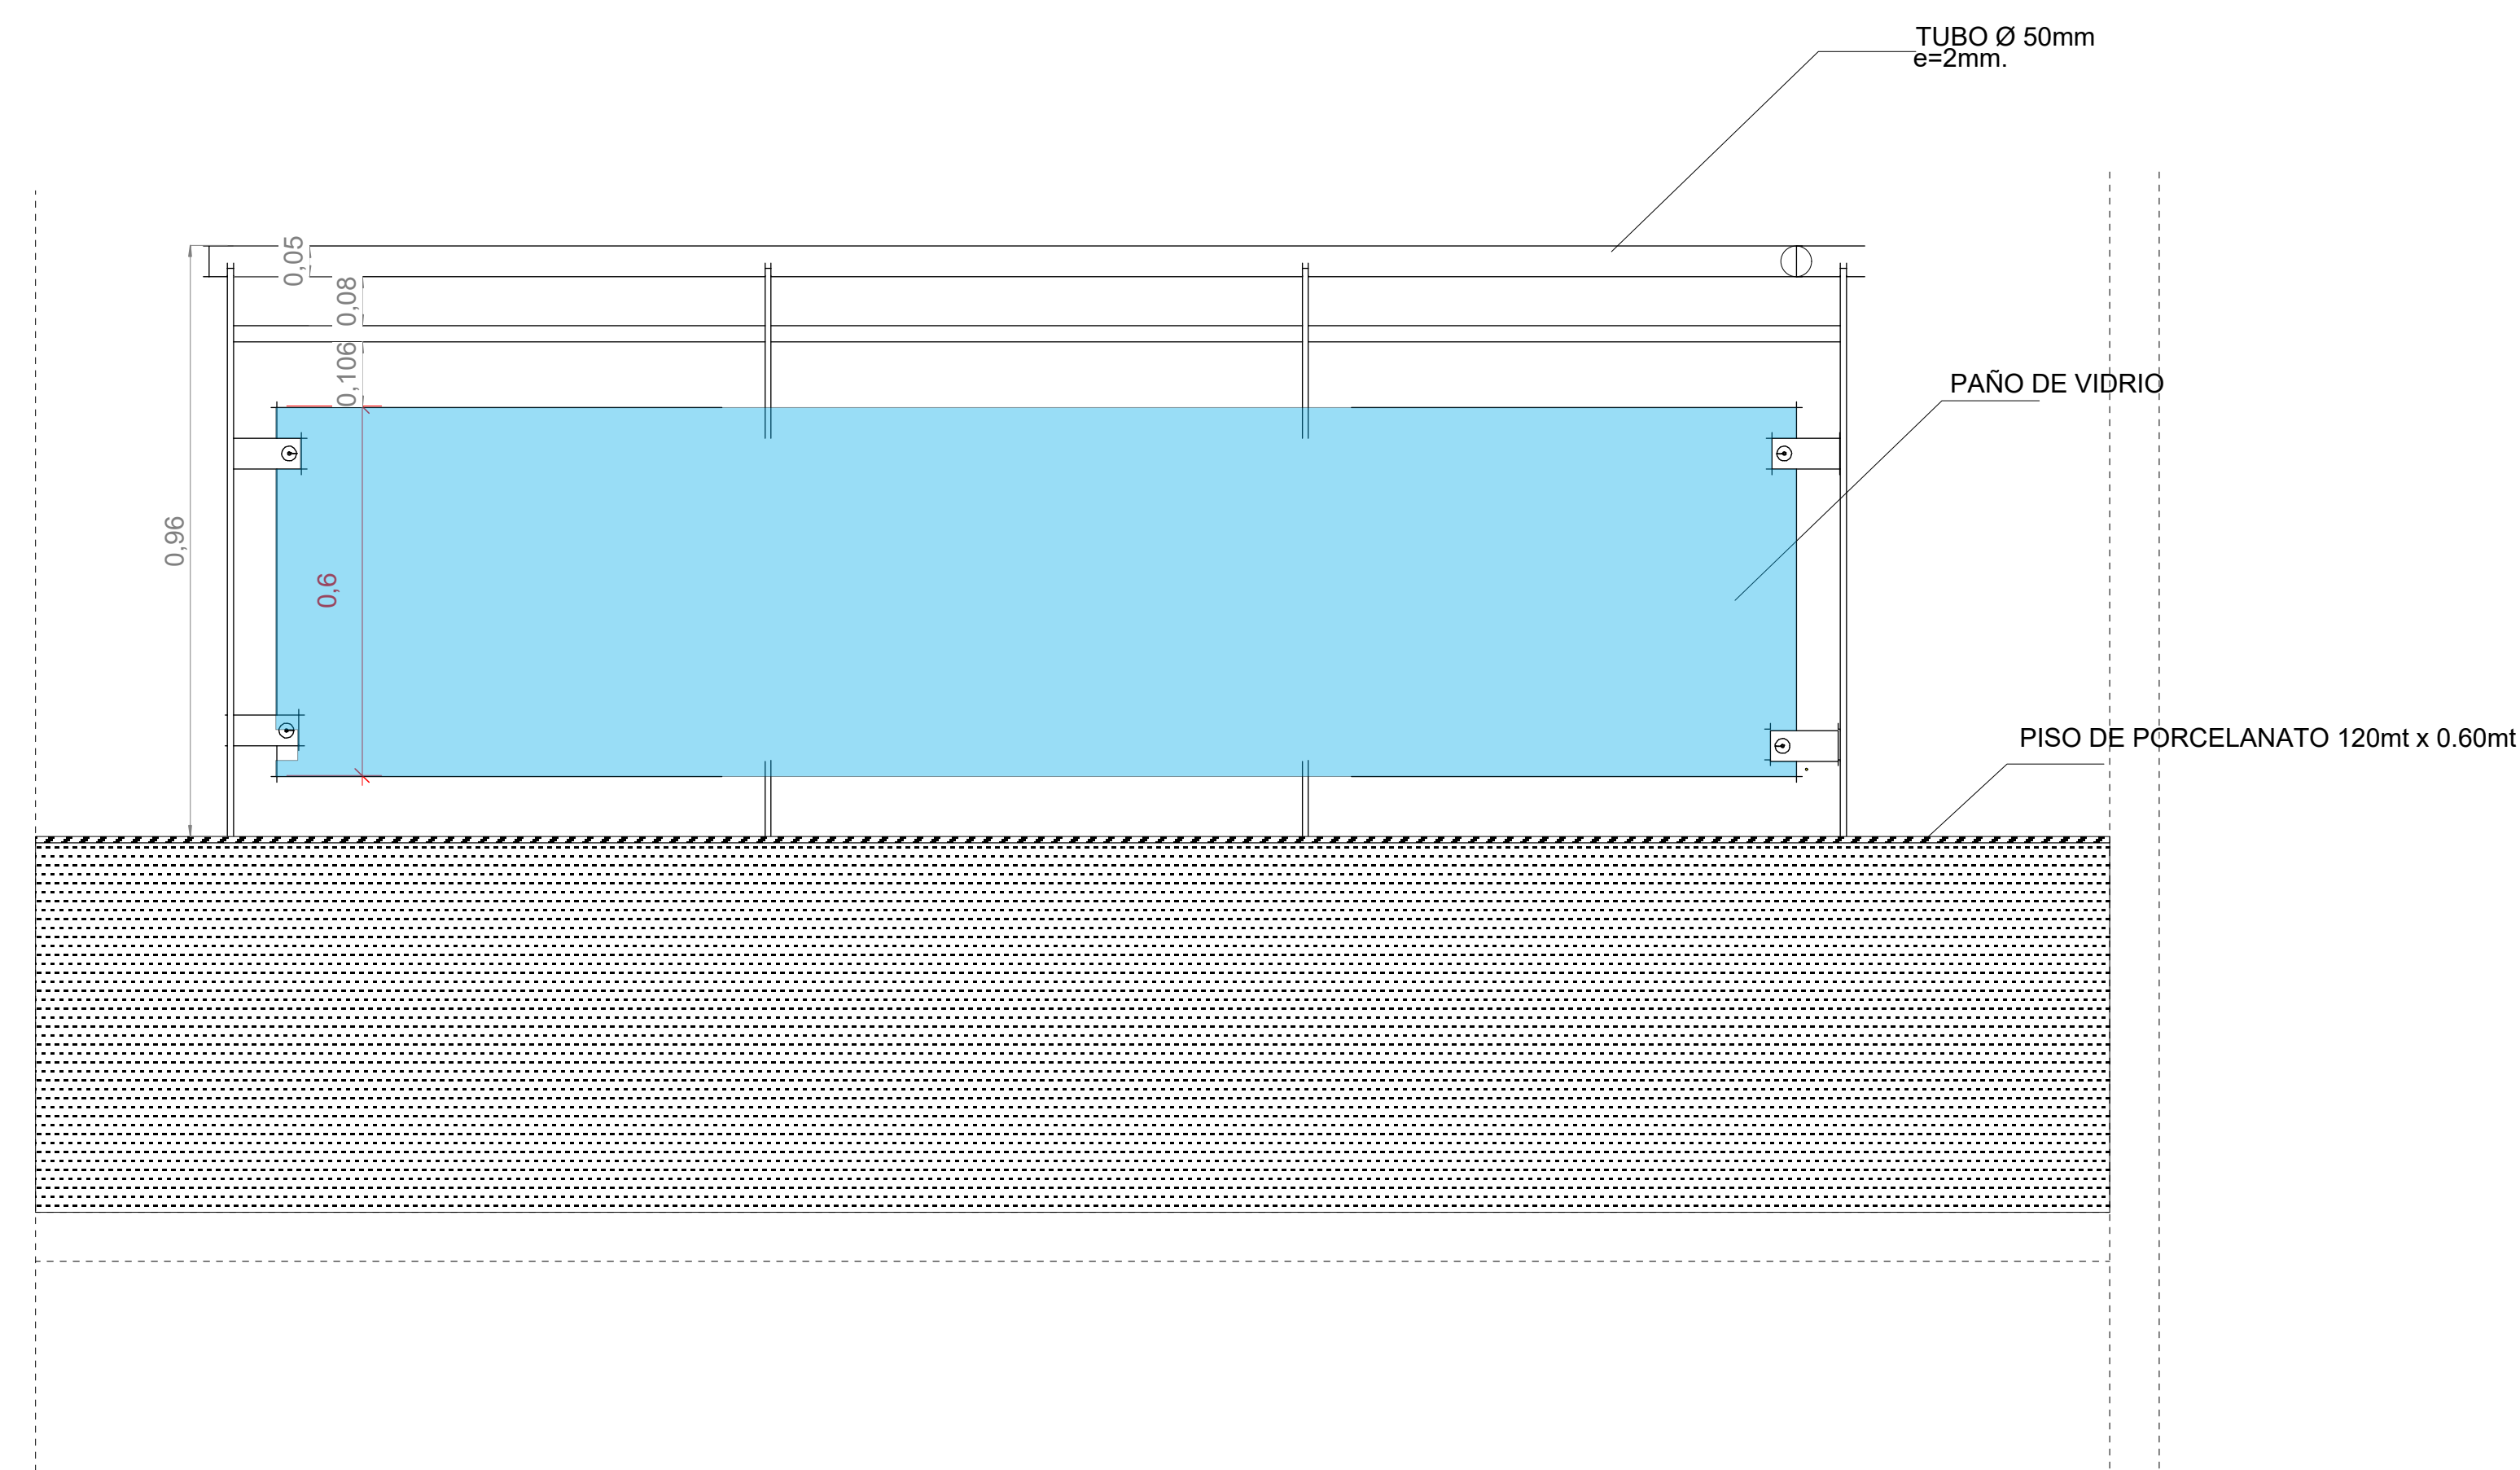 TUBO Ø 50mm
e=2mm.
0,05
0,08
0,106
PAÑO DE VIDRIO
0,96
0,6
PISO DE PORCELANATO 120mt x 0.60mt